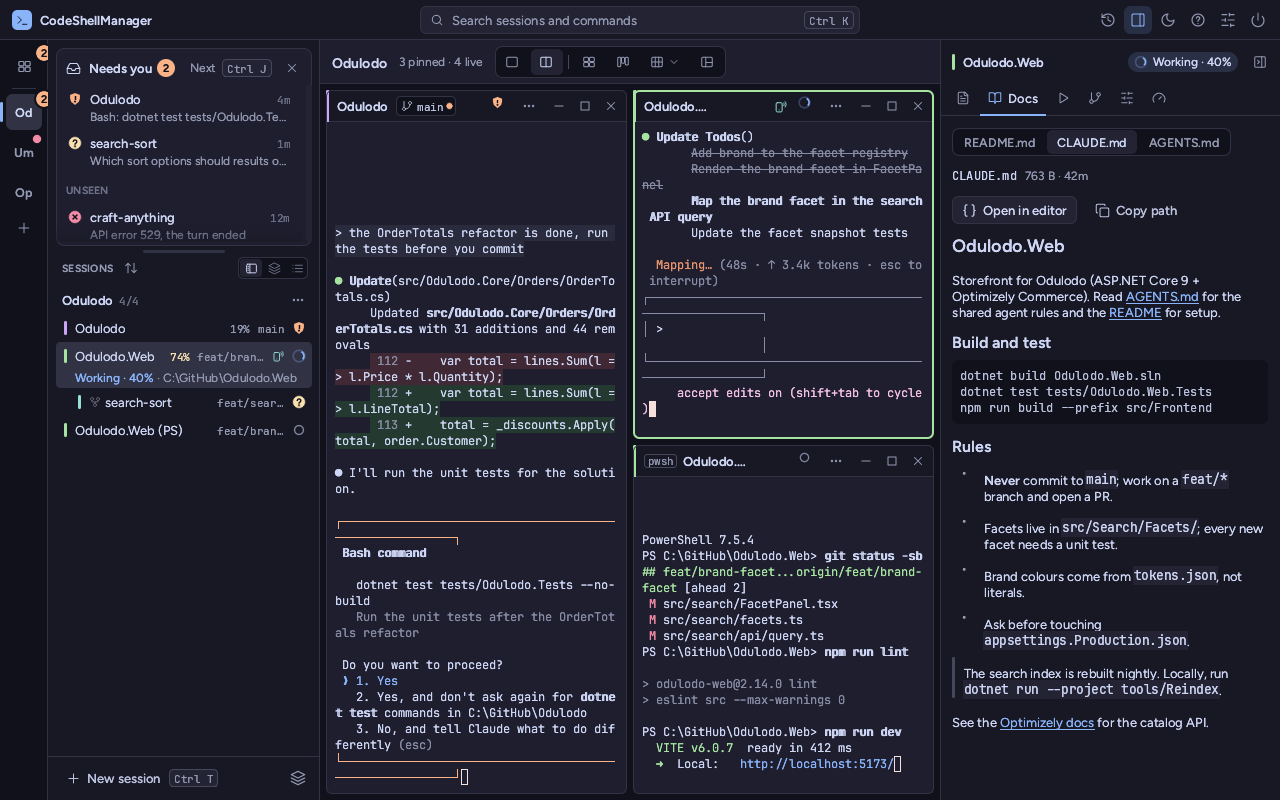 CodeShellManager
Search sessions and commands
Ctrl K
2
Od
2
Um
Op
Needs you 2 Next Ctrl J
Odulodo 4m
Bash: dotnet test tests/Odulodo.Te…
search-sort 1m
Which sort options should results o…
UNSEEN
craft-anything 12m
API error 529, the turn ended
SESSIONS
Odulodo 4/4
Odulodo 19% main
Odulodo.Web 74% feat/bran…
Working · 40% · C:\GitHub\Odulodo.Web
search-sort feat/sear…
Odulodo.Web (PS) feat/bran…
New session Ctrl T
Odulodo 3 pinned · 4 live
Odulodo main
> the OrderTotals refactor is done, run
the tests before you commit
● Update(src/Odulodo.Core/Orders/OrderTo
tals.cs)
Updated src/Odulodo.Core/Orders/Ord
erTotals.cs with 31 additions and 44 rem
ovals
112 - var total = lines.Sum(l =
> l.Price * l.Quantity);
112 + var total = lines.Sum(l =
> l.LineTotal);
113 + total = _discounts.Apply(
total, order.Customer);
● I'll run the unit tests for the soluti
on.
Bash command
dotnet test tests/Odulodo.Tests --no-
build
Run the unit tests after the OrderTot
als refactor
Do you want to proceed?
❯ 1. Yes
2. Yes, and don't ask again for dotne
t test commands in C:\GitHub\Odulodo
3. No, and tell Claude what to do dif
ferently (esc)
Odulodo.…
● Update Todos()
Add brand to the facet registry
Render the brand facet in FacetPa
nel
Map the brand facet in the search
API query
Update the facet snapshot tests
Mapping… (48s · ↑ 3.4k tokens · esc to
interrupt)
>
accept edits on (shift+tab to cycle
)
pwsh Odulodo.…
PowerShell 7.5.4
PS C:\GitHub\Odulodo.Web> git status -sb
## feat/brand-facet...origin/feat/brand-
facet [ahead 2]
M src/search/FacetPanel.tsx
M src/search/facets.ts
M src/search/api/query.ts
PS C:\GitHub\Odulodo.Web> npm run lint
> odulodo-web@2.14.0 lint
> eslint src --max-warnings 0
PS C:\GitHub\Odulodo.Web> npm run dev
VITE v6.0.7 ready in 412 ms
➜ Local: http://localhost:5173/
Odulodo.Web Working · 40%
Docs
README.md CLAUDE.md AGENTS.md
CLAUDE.md 763 B · 42m
{ } Open in editor Copy path
Odulodo.Web
Storefront for Odulodo (ASP.NET Core 9 +
Optimizely Commerce). Read AGENTS.md for the
shared agent rules and the README for setup.
Build and test
dotnet build Odulodo.Web.sln
dotnet test tests/Odulodo.Web.Tests
npm run build --prefix src/Frontend
Rules
• Never commit to main; work on a feat/*
branch and open a PR.
• Facets live in src/Search/Facets/; every new
facet needs a unit test.
• Brand colours come from tokens.json, not
literals.
• Ask before touching
appsettings.Production.json.
The search index is rebuilt nightly. Locally, run
dotnet run --project tools/Reindex.
See the Optimizely docs for the catalog API.